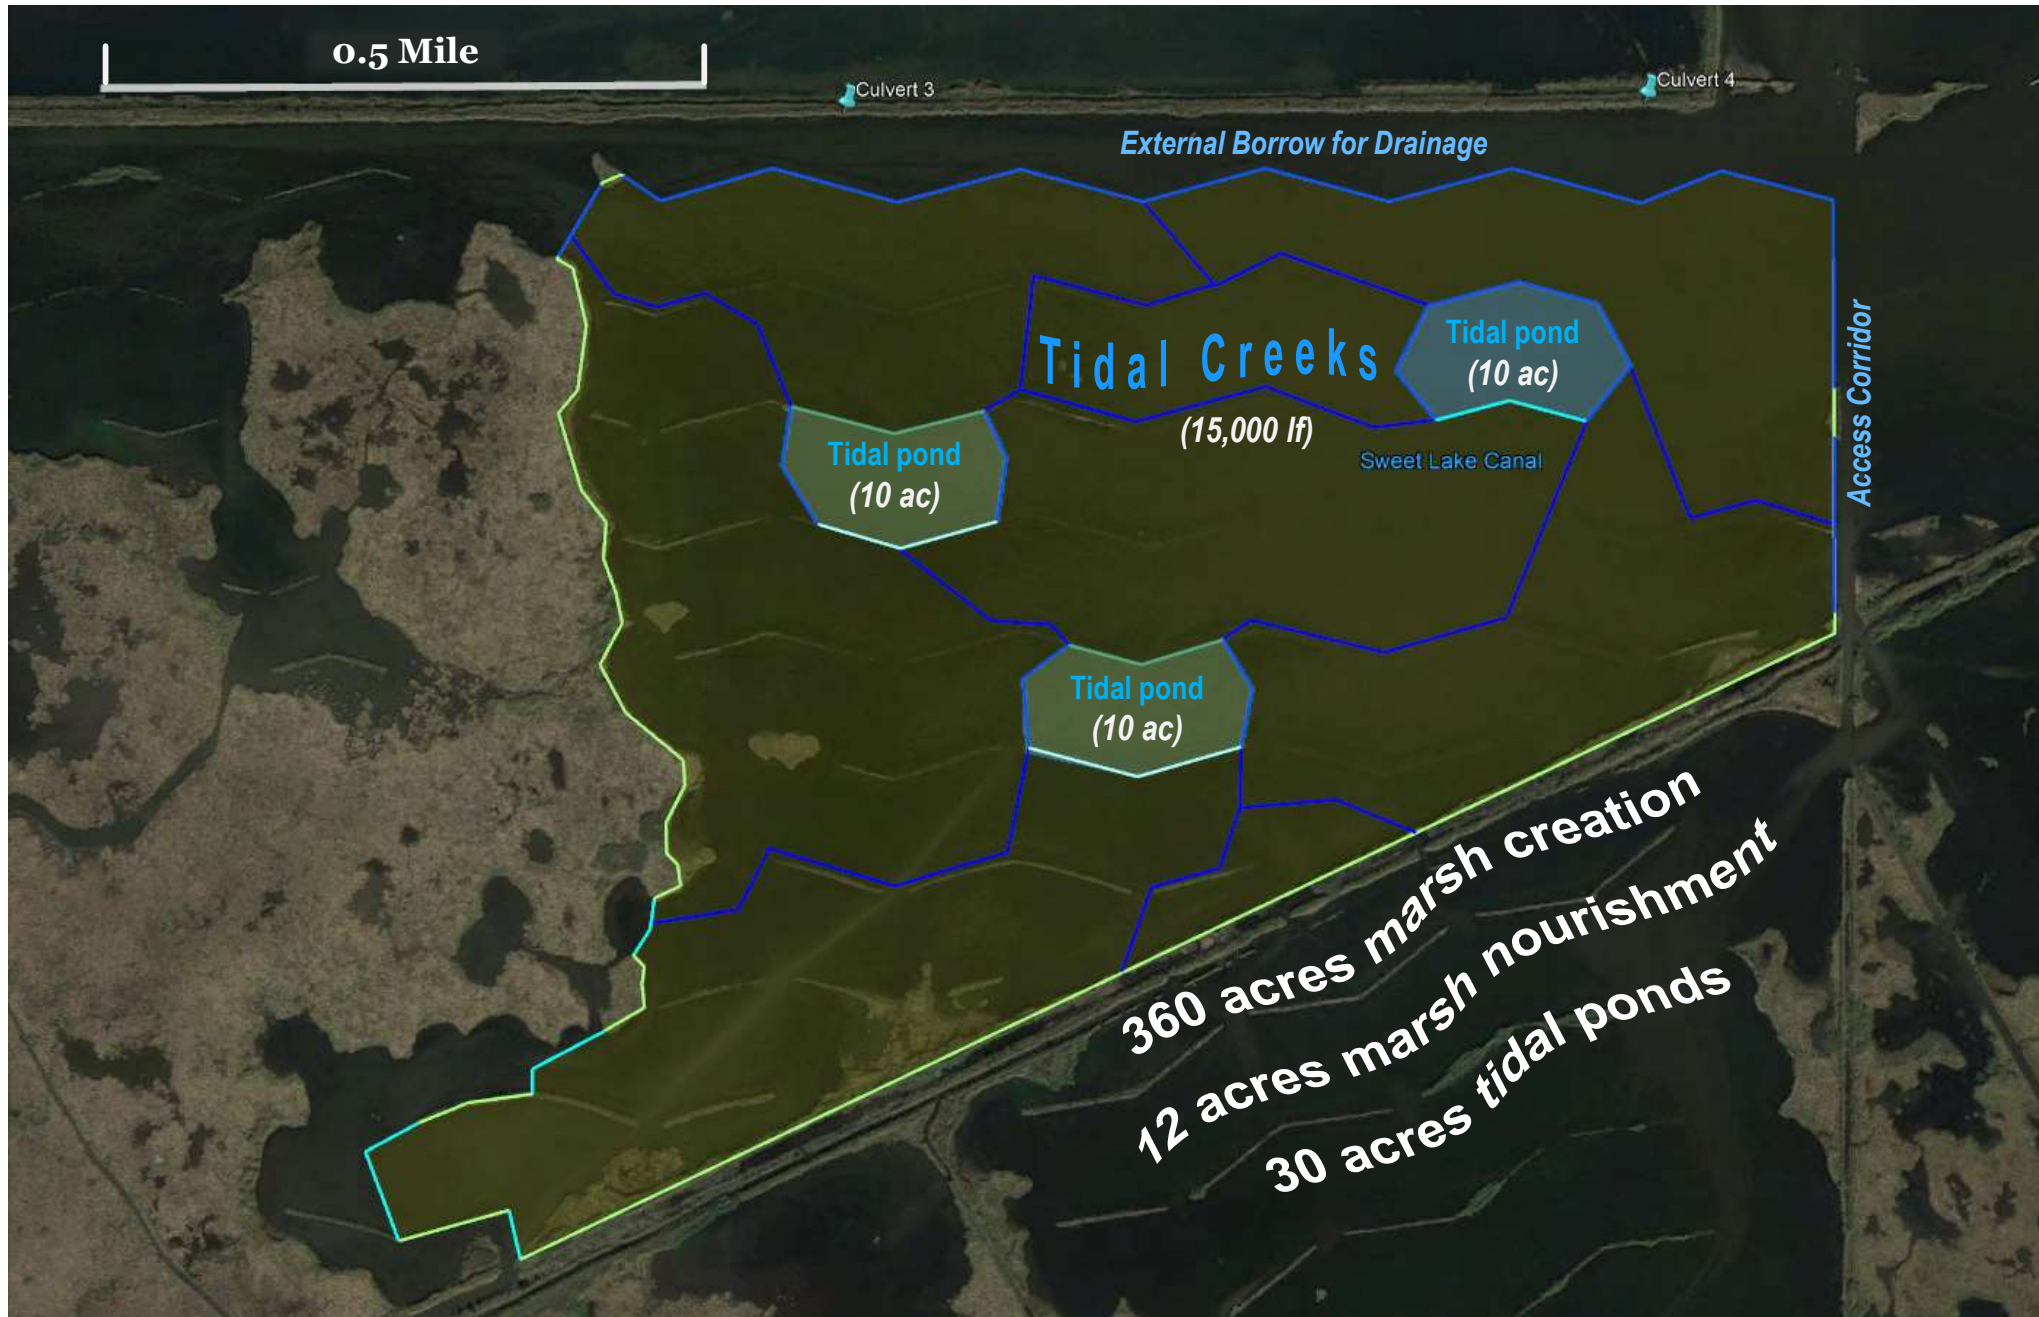 0.5 Mile
Culvert 3
Culvert 4
External Borrow for Drainage
Tidal Creeks
(15,000 lf)
Tidal pond
(10 ac)
Sweet Lake Canal
Access Corridor
Tidal pond
(10 ac)
Tidal pond
(10 ac)
360 acres marsh creation
12 acres marsh nourishment
30 acres tidal ponds